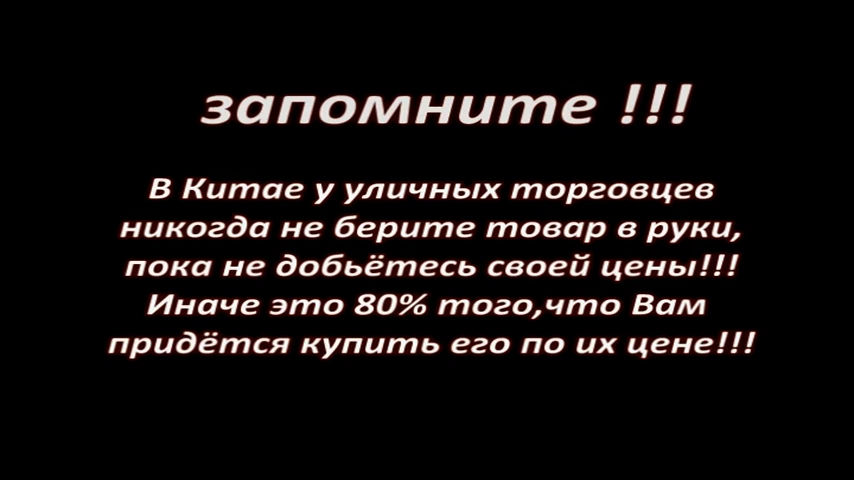 запомните !!!
В Китае у уличных торговцев
никогда не берите товар в руки,
пока не добьётесь своей цены!!!
Иначе это 80% того,что Вам
придётся купить его по их цене!!!